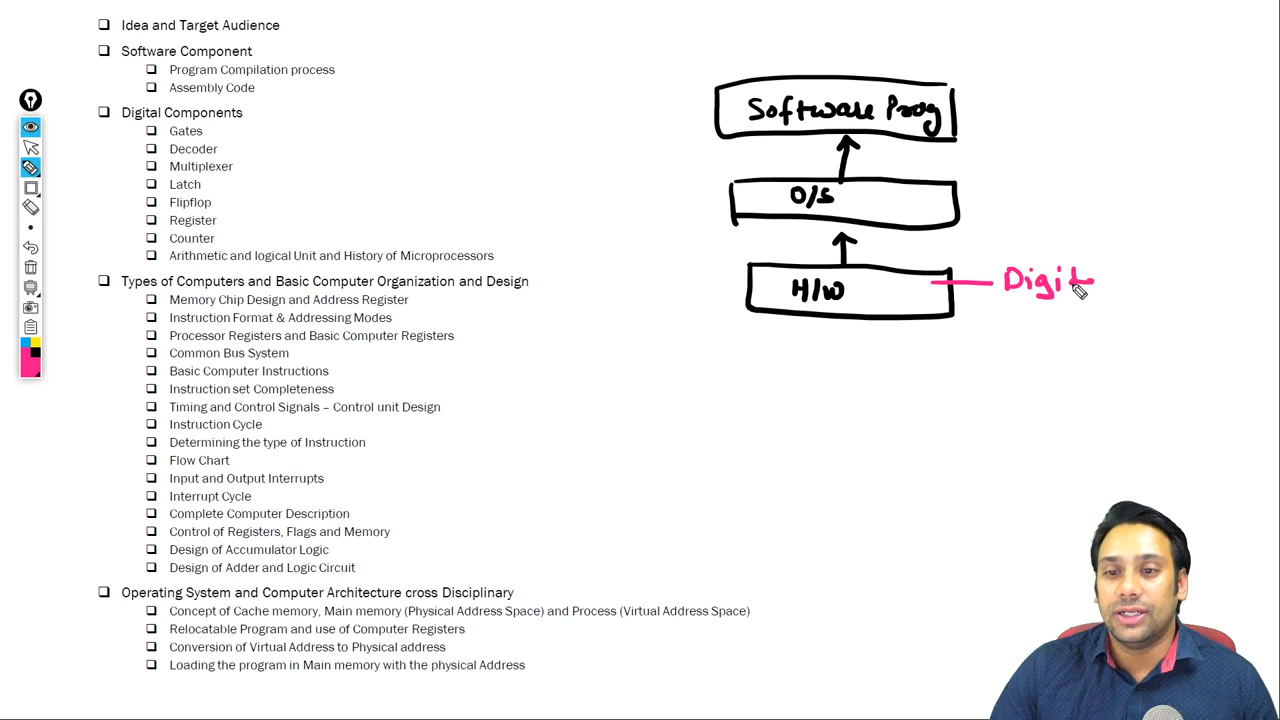 Idea and Target Audience
Software Component
Program Compilation process
Assembly Code
Digital Components
Gates
Decoder
Multiplexer
Latch
Flipflop
Register
Counter
Arithmetic and logical Unit and History of Microprocessors
Types of Computers and Basic Computer Organization and Design
Memory Chip Design and Address Register
Instruction Format & Addressing Modes
Processor Registers and Basic Computer Registers
Common Bus System
Basic Computer Instructions
Instruction set Completeness
Timing and Control Signals – Control unit Design
Instruction Cycle
Determining the type of Instruction
Flow Chart
Input and Output Interrupts
Interrupt Cycle
Complete Computer Description
Control of Registers, Flags and Memory
Design of Accumulator Logic
Design of Adder and Logic Circuit
Operating System and Computer Architecture cross Disciplinary
Concept of Cache memory, Main memory (Physical Address Space) and Process (Virtual Address Space)
Relocatable Program and use of Computer Registers
Conversion of Virtual Address to Physical address
Loading the program in Main memory with the physical Address
Software Prog
O/S
H/W
Digit